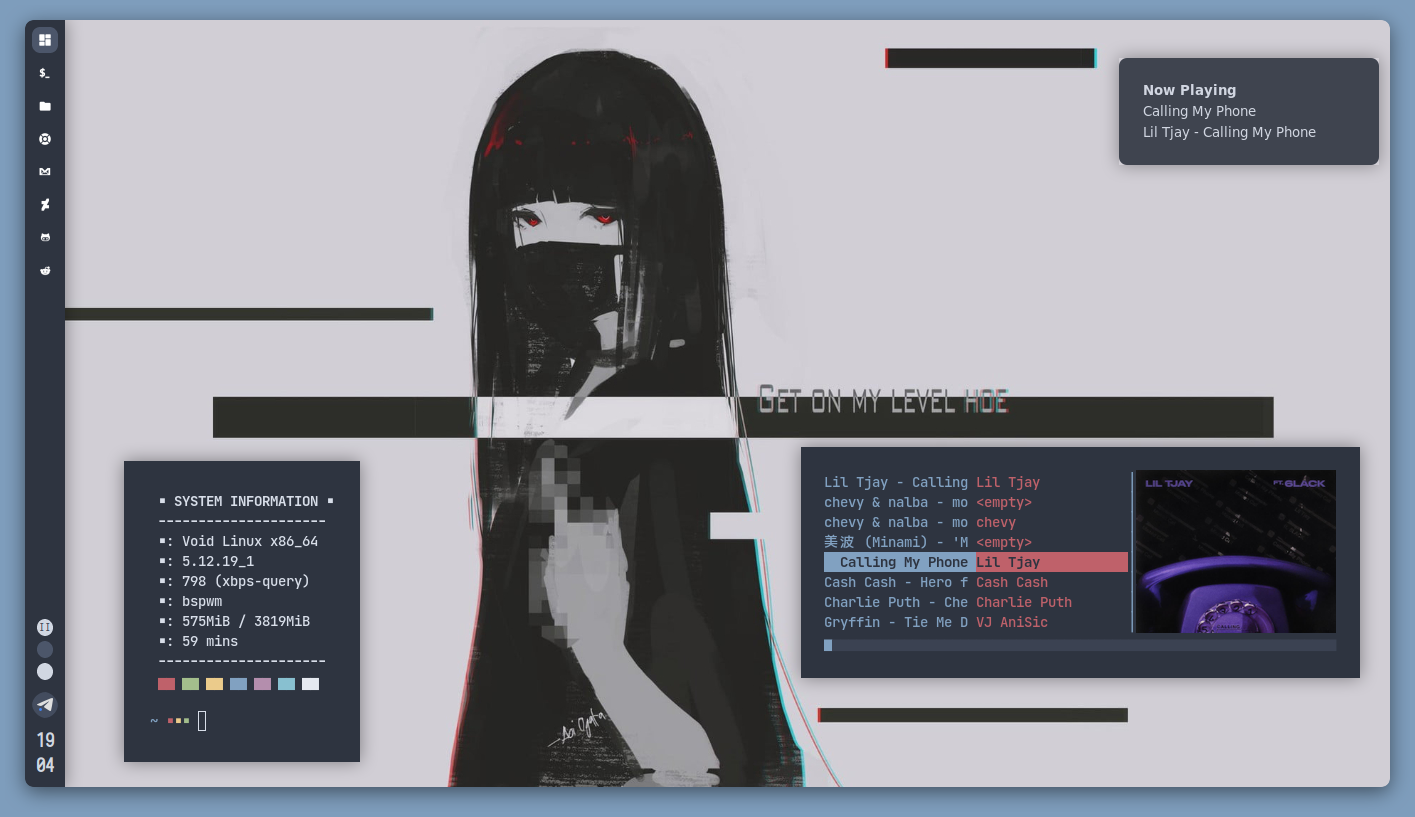 $_
Now Playing
Calling My Phone
Lil Tjay - Calling My Phone
GET ON MY LEVEL HOE
▪ SYSTEM INFORMATION ▪
---------------------
▪: Void Linux x86_64
▪: 5.12.19_1
▪: 798 (xbps-query)
▪: bspwm
▪: 575MiB / 3819MiB
▪: 59 mins
---------------------
~ ▪▪▪
Lil Tjay - Calling Lil Tjay
chevy & nalba - mo <empty>
chevy & nalba - mo chevy
美波 (Minami) - 'M <empty>
Calling My Phone Lil Tjay
Cash Cash - Hero f Cash Cash
Charlie Puth - Che Charlie Puth
Gryffin - Tie Me D VJ AniSic
LIL TJAY FT. 6LACK
II
19
04